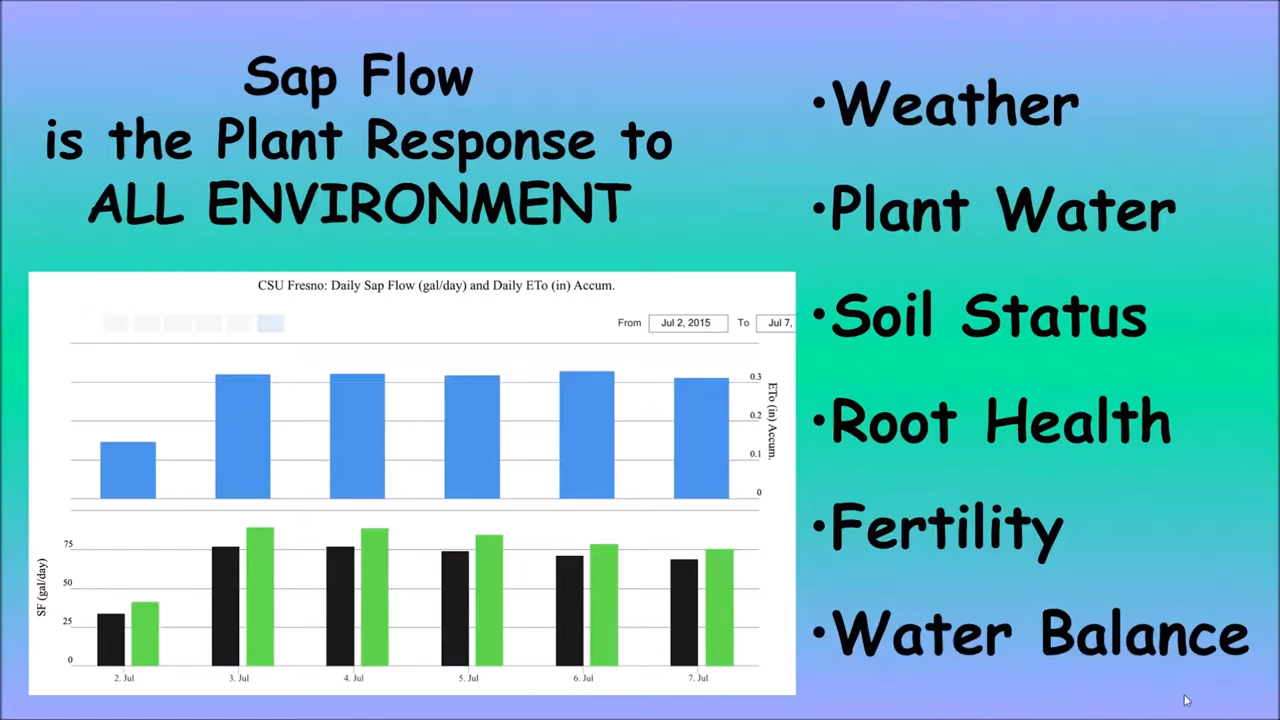 Sap Flow
is the Plant Response to
ALL ENVIRONMENT
•Weather
•Plant Water
•Soil Status
•Root Health
•Fertility
•Water Balance
CSU Fresno: Daily Sap Flow (gal/day) and Daily ETo (in) Accum.
From Jul 2, 2015 To Jul 7,
0.3
0.2
0.1
0
ETo (in) Accum.
75
50
25
0
SF (gal/day)
2. Jul 3. Jul 4. Jul 5. Jul 6. Jul 7. Jul